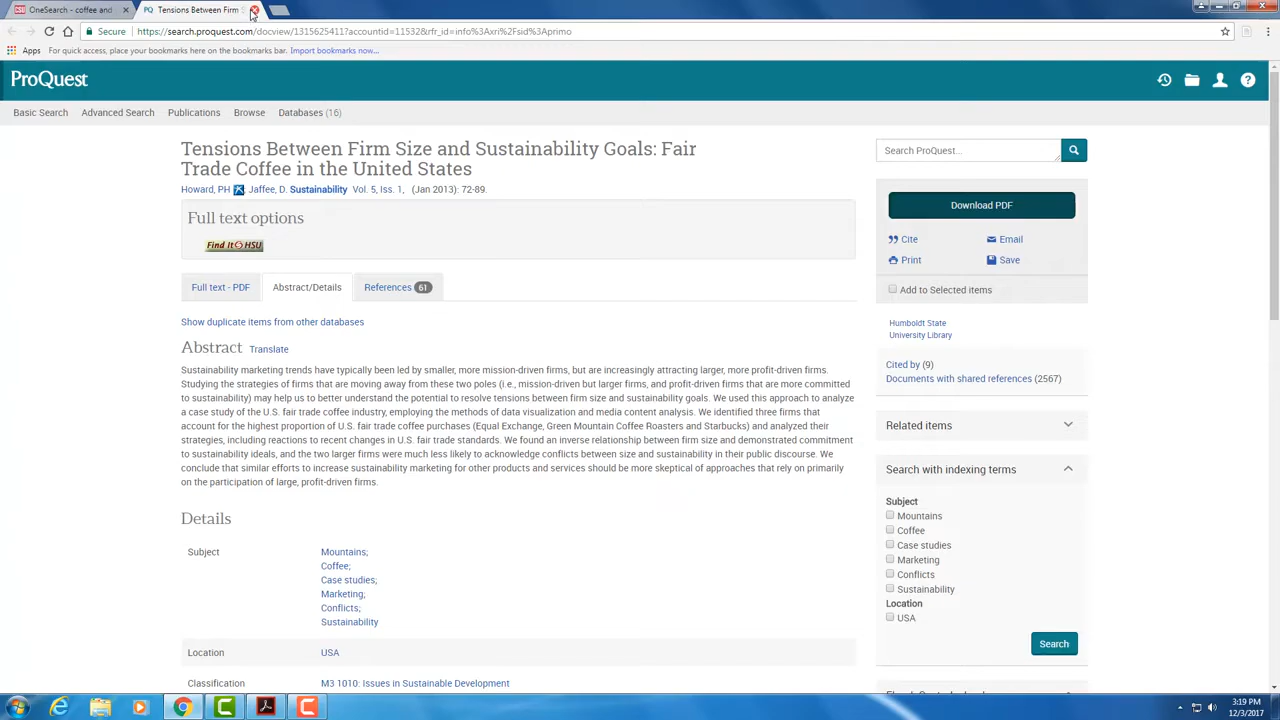 OneSearch - coffee and
PQ Tensions Between Firm S
Secure https://search.proquest.com/docview/1315625411?accountid=11532&rfr_id=info%3Axri%2Fsid%3Aprimo
Apps For quick access, place your bookmarks here on the bookmarks bar. Import bookmarks now...
ProQuest
Basic Search Advanced Search Publications Browse Databases (16)
Tensions Between Firm Size and Sustainability Goals: Fair
Trade Coffee in the United States
Howard, PH ; Jaffee, D. Sustainability Vol. 5, Iss. 1, (Jan 2013): 72-89.
Full text options
Find It @ HSU
Full text - PDF Abstract/Details References 61
Show duplicate items from other databases
Abstract Translate
Sustainability marketing trends have typically been led by smaller, more mission-driven firms, but are increasingly attracting larger, more profit-driven firms.
Studying the strategies of firms that are moving away from these two poles (i.e., mission-driven but larger firms, and profit-driven firms that are more committed
to sustainability) may help us to better understand the potential to resolve tensions between firm size and sustainability goals. We used this approach to analyze
a case study of the U.S. fair trade coffee industry, employing the methods of data visualization and media content analysis. We identified three firms that
account for the highest proportion of U.S. fair trade coffee purchases (Equal Exchange, Green Mountain Coffee Roasters and Starbucks) and analyzed their
strategies, including reactions to recent changes in U.S. fair trade standards. We found an inverse relationship between firm size and demonstrated commitment
to sustainability ideals, and the two larger firms were much less likely to acknowledge conflicts between size and sustainability in their public discourse. We
conclude that similar efforts to increase sustainability marketing for other products and services should be more skeptical of approaches that rely on primarily
on the participation of large, profit-driven firms.
Details
Subject Mountains;
Coffee;
Case studies;
Marketing;
Conflicts;
Sustainability
Location USA
Classification M3 1010: Issues in Sustainable Development
Search ProQuest...
Download PDF
Cite Email
Print Save
Add to Selected items
Humboldt State
University Library
Cited by (9)
Documents with shared references (2567)
Related items
Search with indexing terms
Subject
Mountains
Coffee
Case studies
Marketing
Conflicts
Sustainability
Location
USA
Search
3:19 PM
12/3/2017